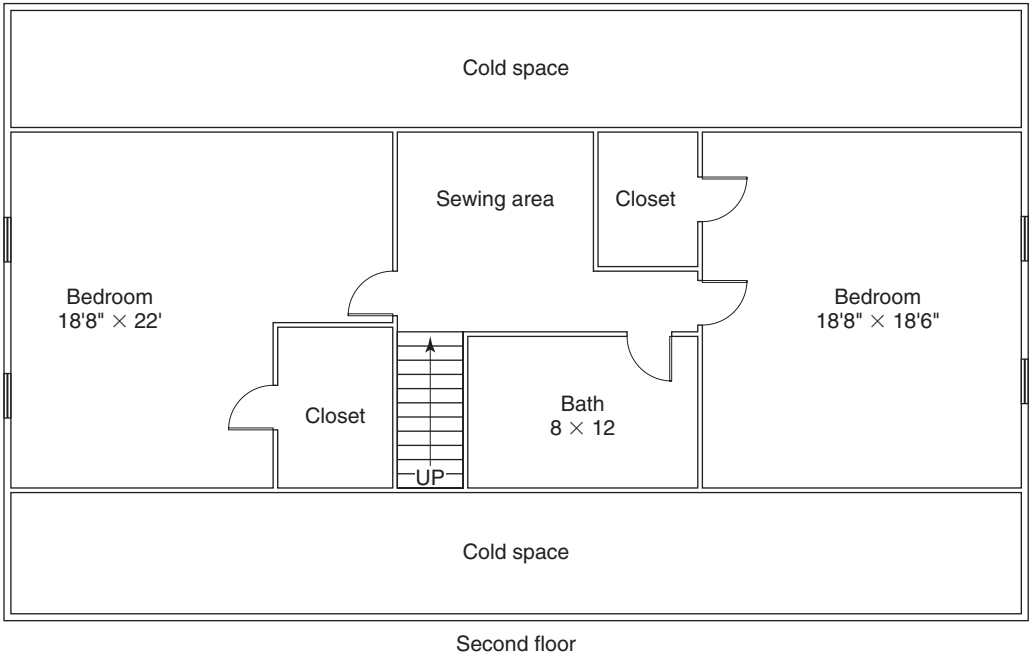 Cold space
Sewing area
Closet
Bedroom
18'8" × 22'
Bedroom
18'8" × 18'6"
Closet
Bath
8 × 12
UP
Cold space
Second floor